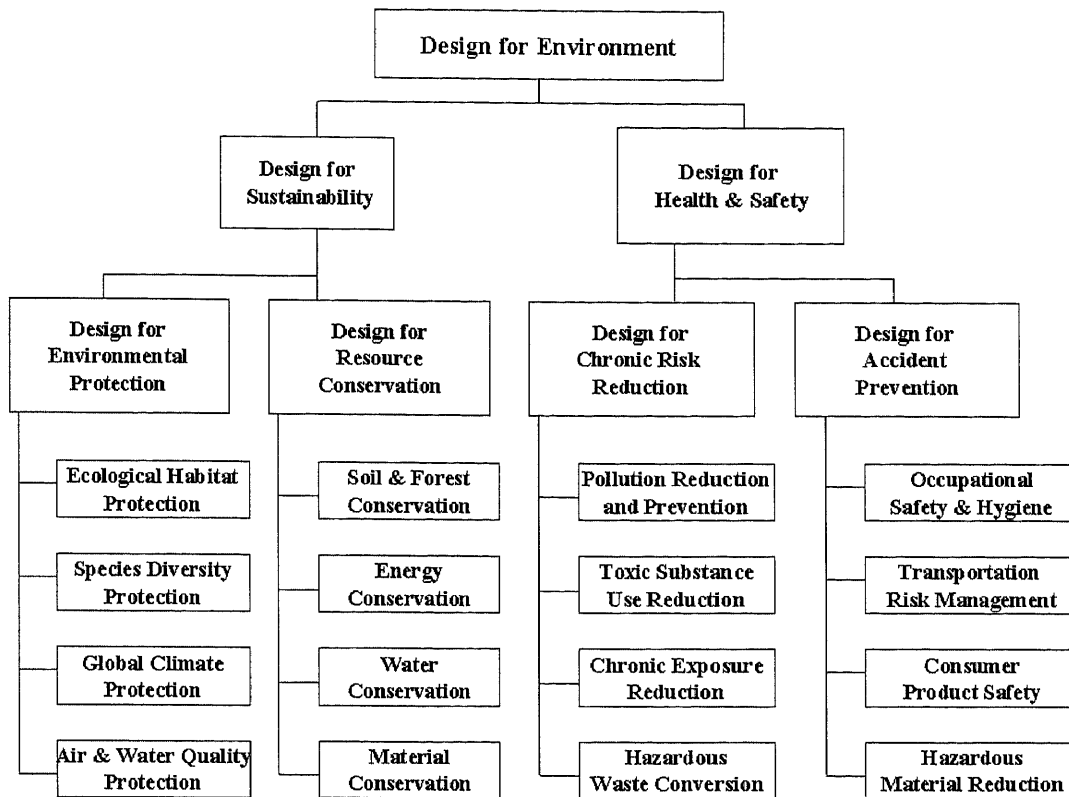 Design for Environment
Design for
Sustainability
Design for
Health & Safety
Design for
Environmental
Protection
Design for
Resource
Conservation
Design for
Chronic Risk
Reduction
Design for
Accident
Prevention
Ecological Habitat
Protection
Species Diversity
Protection
Global Climate
Protection
Air & Water Quality
Protection
Soil & Forest
Conservation
Energy
Conservation
Water
Conservation
Material
Conservation
Pollution Reduction
and Prevention
Toxic Substance
Use Reduction
Chronic Exposure
Reduction
Hazardous
Waste Conversion
Occupational
Safety & Hygiene
Transportation
Risk Management
Consumer
Product Safety
Hazardous
Material Reduction